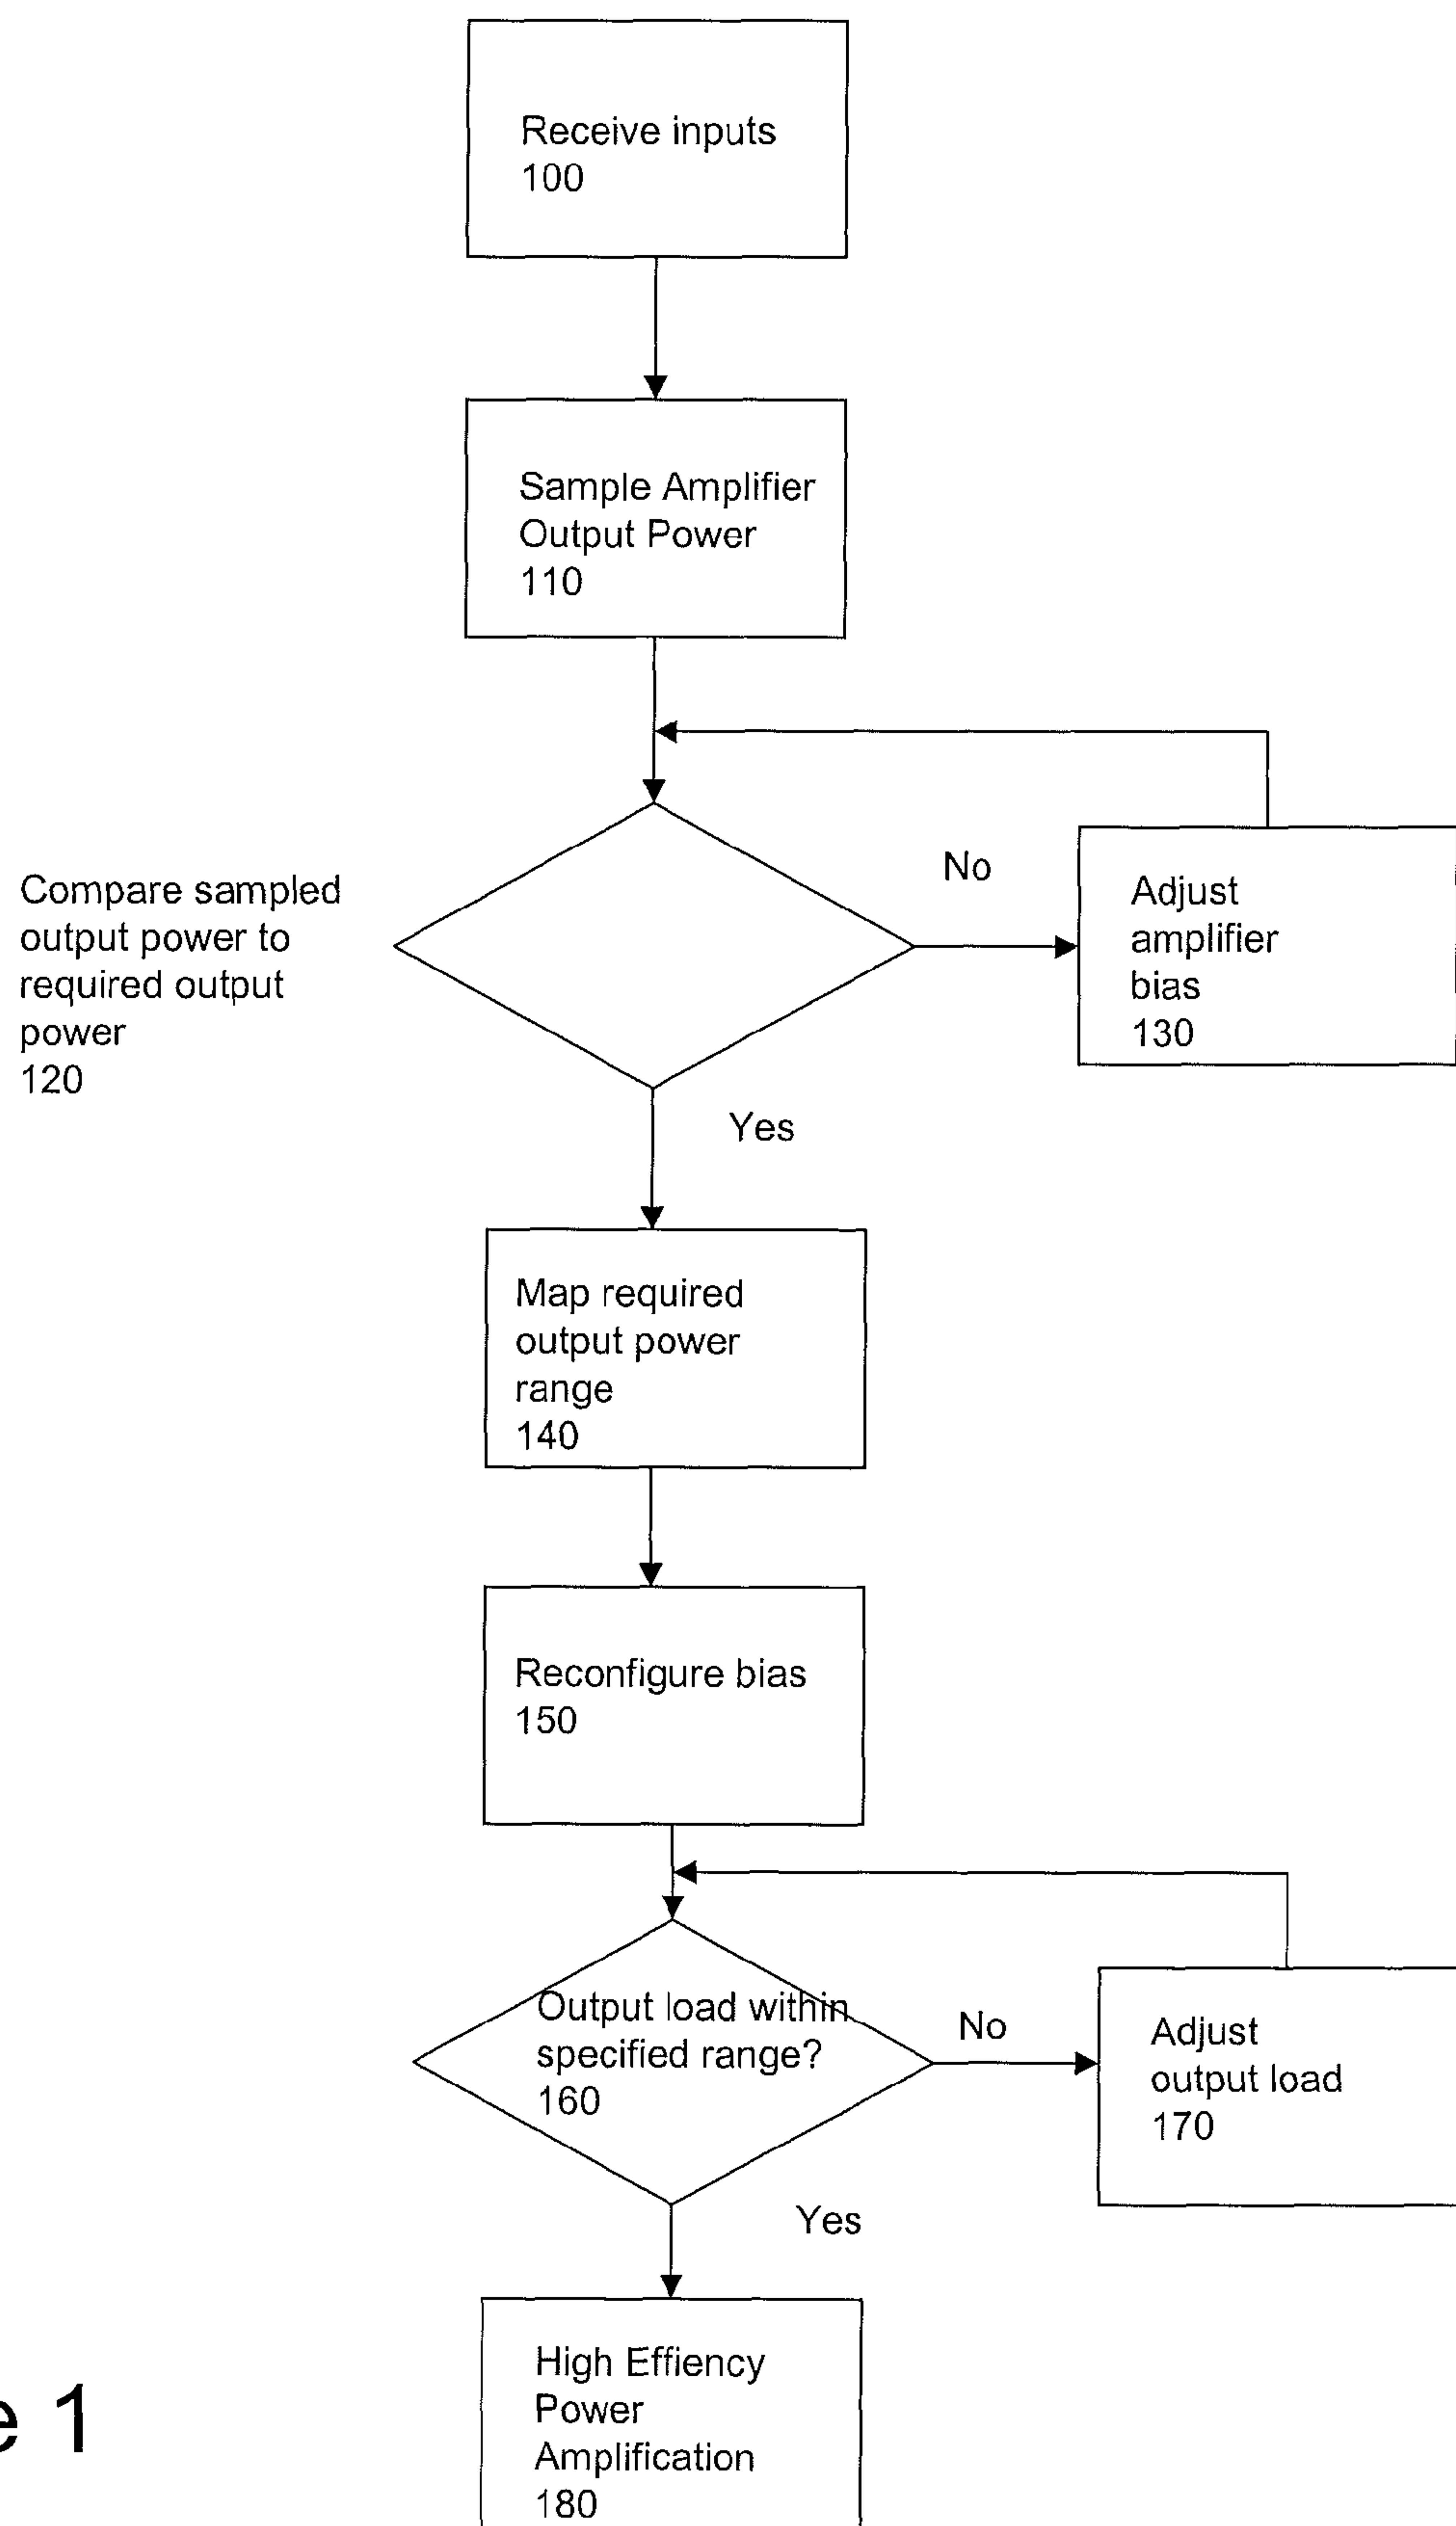 Receive inputs
100
Sample Amplifier
Output Power
110
Compare sampled
output power to
required output
power
120
No
Adjust
amplifier
bias
130
Yes
Map required
output power
range
140
Reconfigure bias
150
Output load within
specified range?
160
No
Adjust
output load
170
Yes
High Effiency
Power
Amplification
180
e 1